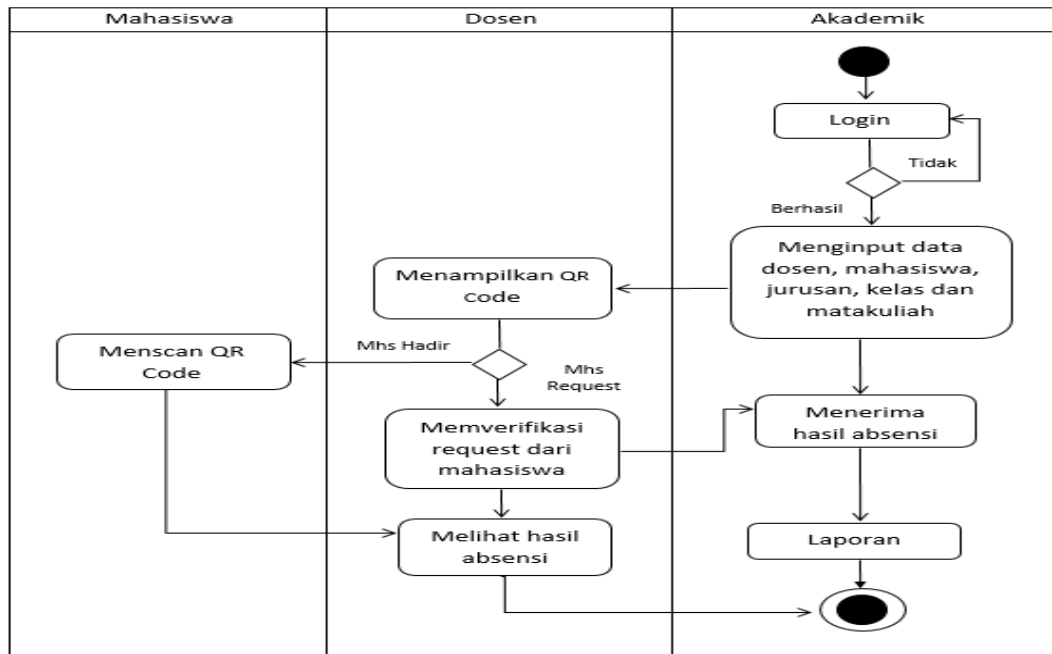 Mahasiswa
Dosen
Akademik
Login
Tidak
Berhasil
Menginput data
dosen, mahasiswa,
jurusan, kelas dan
matakuliah
Menampilkan QR
Code
Mhs Hadir
Menscan QR
Code
Mhs
Request
Memverifikasi
request dari
mahasiswa
Menerima
hasil absensi
Melihat hasil
absensi
Laporan